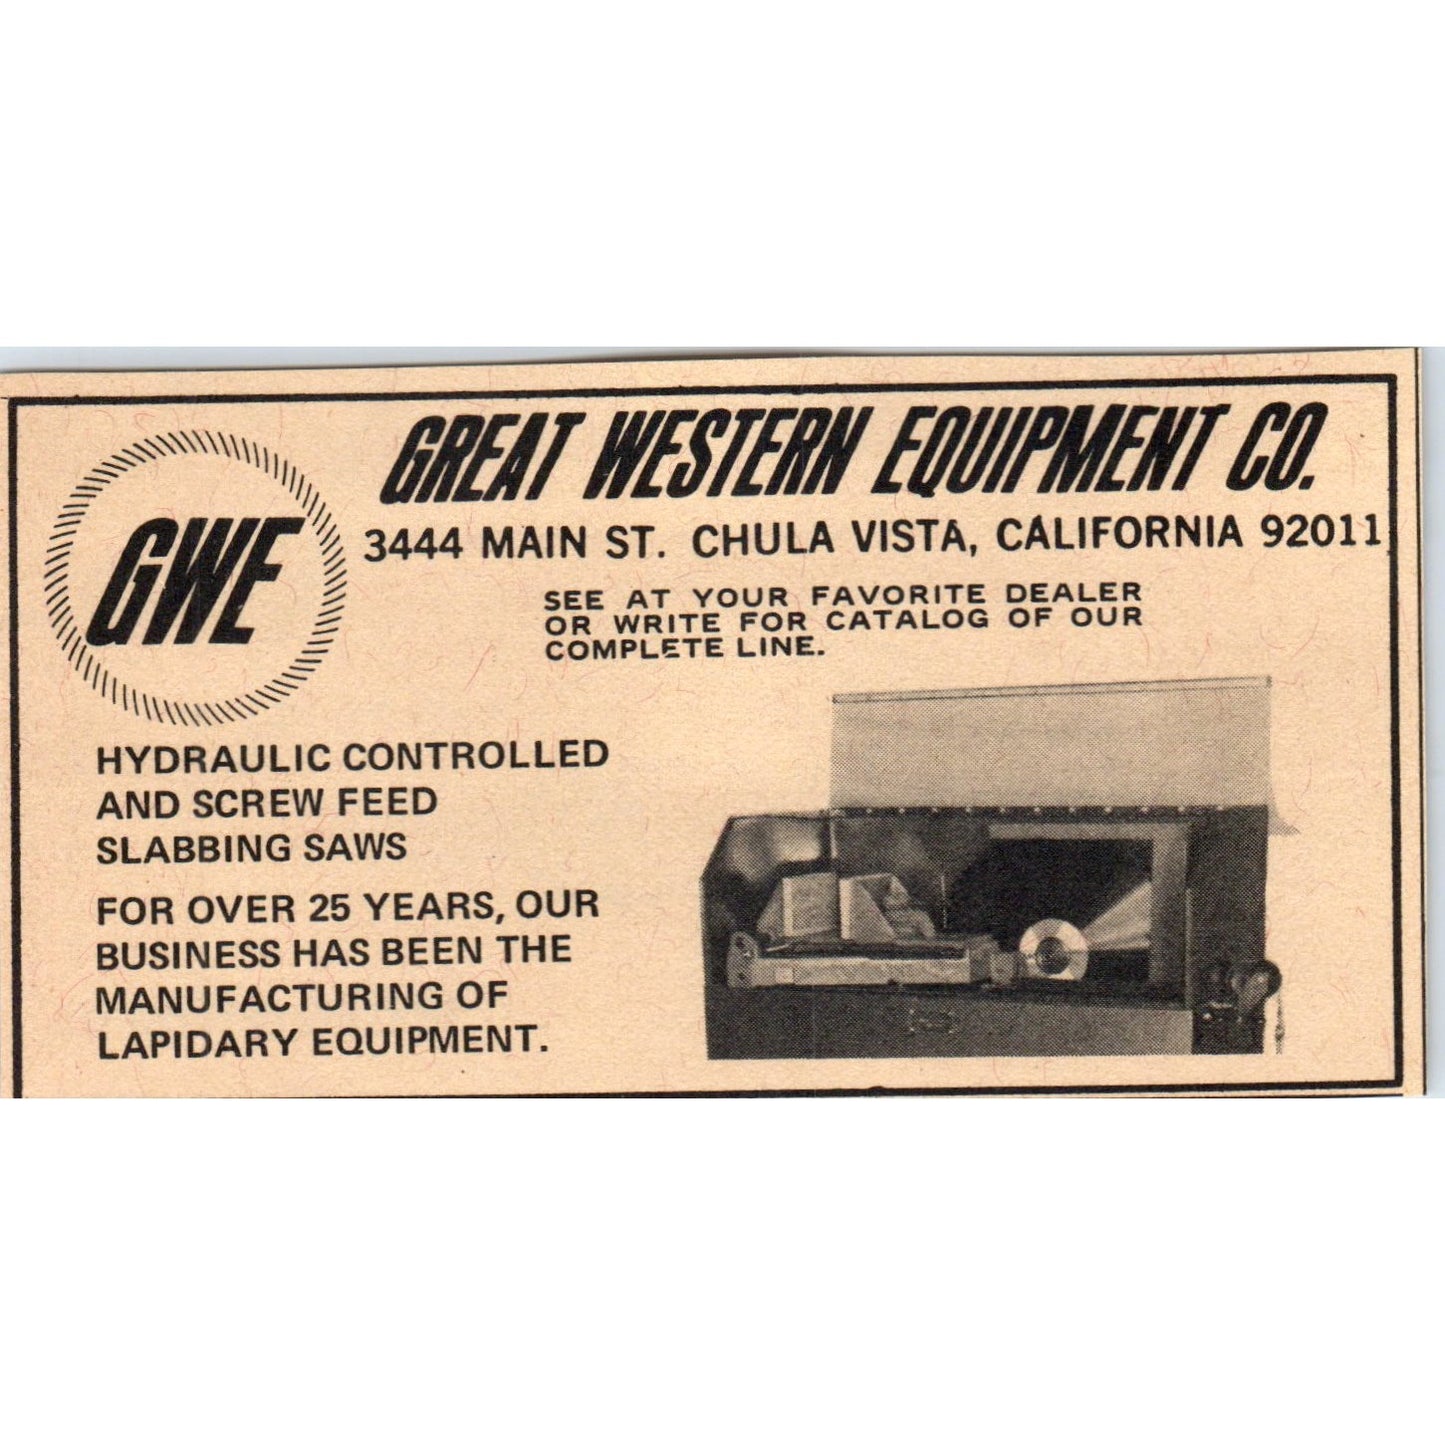 GREAT WESTERN EQUIPMENT CO.
3444 MAIN ST. CHULA VISTA, CALIFORNIA 92011
GWE
SEE AT YOUR FAVORITE DEALER
OR WRITE FOR CATALOG OF OUR
COMPLETE LINE.
HYDRAULIC CONTROLLED
AND SCREW FEED
SLABBING SAWS
FOR OVER 25 YEARS, OUR
BUSINESS HAS BEEN THE
MANUFACTURING OF
LAPIDARY EQUIPMENT.